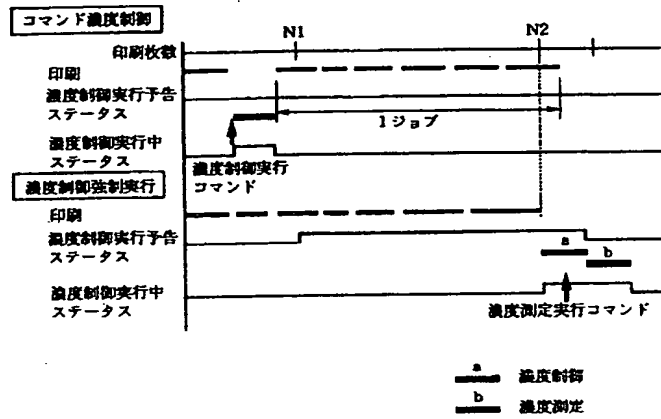 コマンド濃度制御
N1
N2
印刷枚数
印刷
濃度制御実行予告
ステータス
1ジョブ
濃度制御実行中
ステータス
濃度制御実行
コマンド
濃度制御強制実行
印刷
濃度制御実行予告
ステータス
a
b
濃度制御実行中
ステータス
濃度測定実行コマンド
a 濃度制御
b 濃度測定